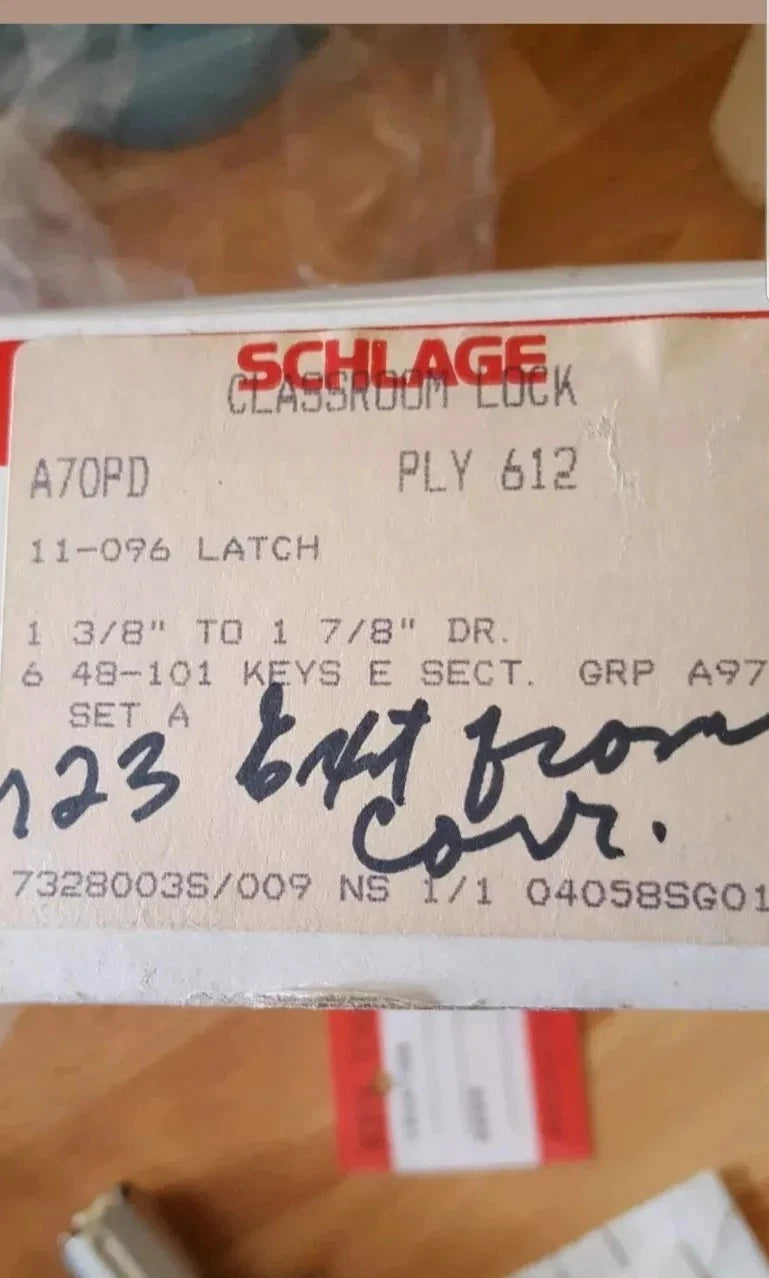 SCHLAGE
CLASSROOM LOCK
A70PD PLY 612
11-096 LATCH
1 3/8" TO 1 7/8" DR.
6 48-101 KEYS E SECT. GRP A97
SET A
123 Ext from
Corr.
7328003S/009 NS 1/1 04058SG01